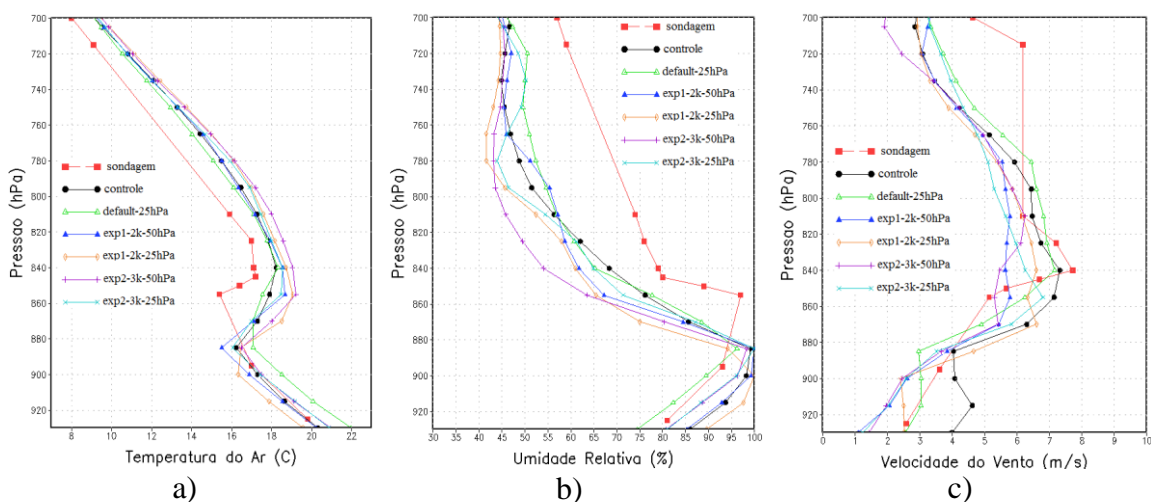 Pressao (hPa)
700
720
740
760
780
800
820
840
860
880
900
920
sondagem
controle
default-25hPa
exp1-2k-50hPa
exp1-2k-25hPa
exp2-3k-50hPa
exp2-3k-25hPa
8 10 12 14 16 18 20 22
Temperatura do Ar (C)
a)
Pressao (hPa)
700
720
740
760
780
800
820
840
860
880
900
920
sondagem
controle
default-25hPa
exp1-2k-50hPa
exp1-2k-25hPa
exp2-3k-50hPa
exp2-3k-25hPa
30 35 40 45 50 55 60 65 70 75 80 85 90 95 100
Umidade Relativa (%)
b)
Pressao (hPa)
700
720
740
760
780
800
820
840
860
880
900
920
sondagem
controle
default-25hPa
exp1-2k-50hPa
exp1-2k-25hPa
exp2-3k-50hPa
exp2-3k-25hPa
0 1 2 3 4 5 6 7 8 9 10
Velocidade do Vento (m/s)
c)